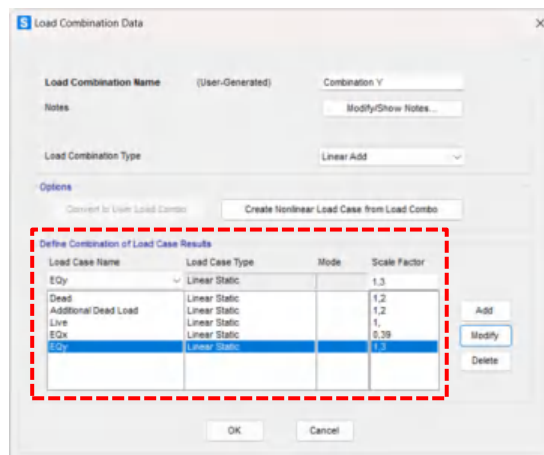 S Load Combination Data
Load Combination Name (User-Generated) Combination Y
Notes Modify/Show Notes...
Load Combination Type Linear Add
Options
Convert to User Load Combo Create Nonlinear Load Case from Load Combo
Define Combination of Load Case Results
Load Case Name Load Case Type Mode Scale Factor
EQy Linear Static 1,3
Dead Linear Static 1,2
Additional Dead Load Linear Static 1,2
Live Linear Static 1,
EQx Linear Static 0,39
EQy Linear Static 1,3
Add
Modify
Delete
OK Cancel